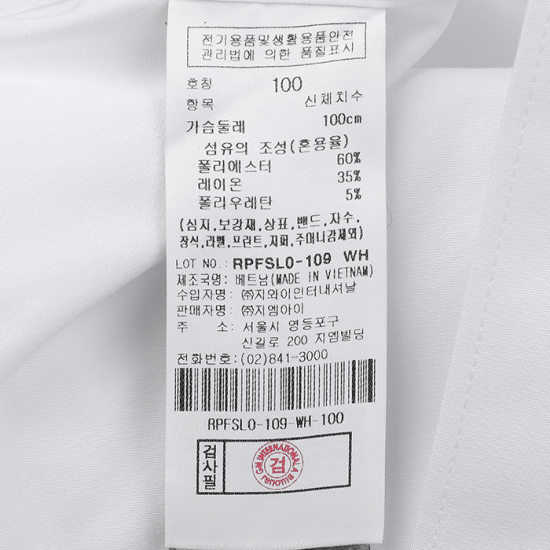 전기용품및생활용품안전
관리법에 의한 품질표시
호칭 100
항목 신체치수
가슴둘레 100cm
섬유의 조성(혼용율)
폴리에스터 60%
레이온 35%
폴리우레탄 5%
(심지,보강재,상표,밴드,자수,
장식,라벨,프린트,지퍼,주머니감제외)
LOT NO.: RPFSL0-109 WH
제조국명: 베트남(MADE IN VIETNAM)
수입자명: ㈜지와이인터내셔날
판매자명: ㈜지엠아이
주 소: 서울시 영등포구
신길로 200 지엠빌딩
전화번호: (02)841-3000
RPFSL0-109-WH-100
검사필
검
INTERNATIONAL
renoma